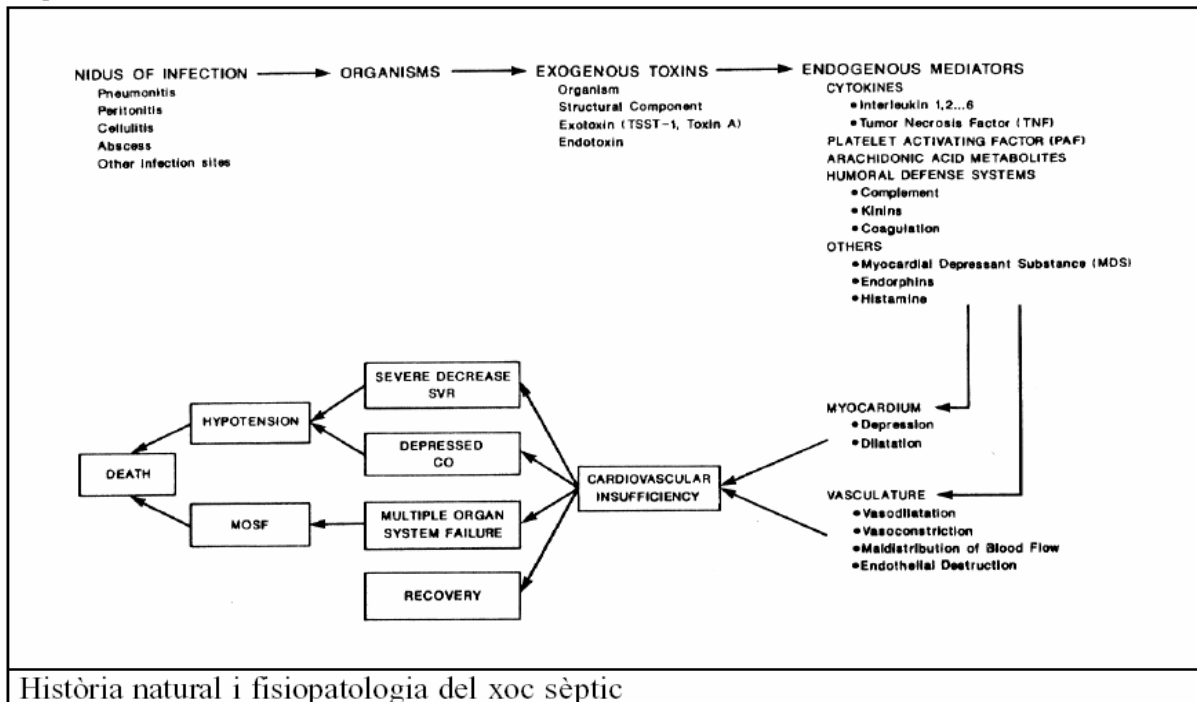 NIDUS OF INFECTION
Pneumonitis
Peritonitis
Cellulitis
Abscess
Other Infection sites
ORGANISMS
EXOGENOUS TOXINS
Organism
Structural Component
Exotoxin (TSST-1, Toxin A)
Endotoxin
ENDOGENOUS MEDIATORS
CYTOKINES
• Interleukin 1,2...6
• Tumor Necrosis Factor (TNF)
PLATELET ACTIVATING FACTOR (PAF)
ARACHIDONIC ACID METABOLITES
HUMORAL DEFENSE SYSTEMS
• Complement
• Kinins
• Coagulation
OTHERS
• Myocardial Depressant Substance (MDS)
• Endorphins
• Histamine
MYOCARDIUM
• Depression
• Dilatation
VASCULATURE
• Vasodilatation
• Vasoconstriction
• Maldistribution of Blood Flow
• Endothelial Destruction
CARDIOVASCULAR
INSUFFICIENCY
SEVERE DECREASE
SVR
DEPRESSED
CO
MULTIPLE ORGAN
SYSTEM FAILURE
RECOVERY
HYPOTENSION
MOSF
DEATH
Història natural i fisiopatologia del xoc sèptic